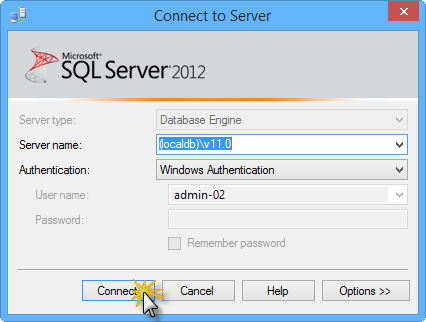 Connect to Server
Microsoft
SQL Server 2012
Server type: Database Engine
Server name: (localdb)\v11.0
Authentication: Windows Authentication
User name: admin-02
Password:
Remember password
Connect Cancel Help Options >>